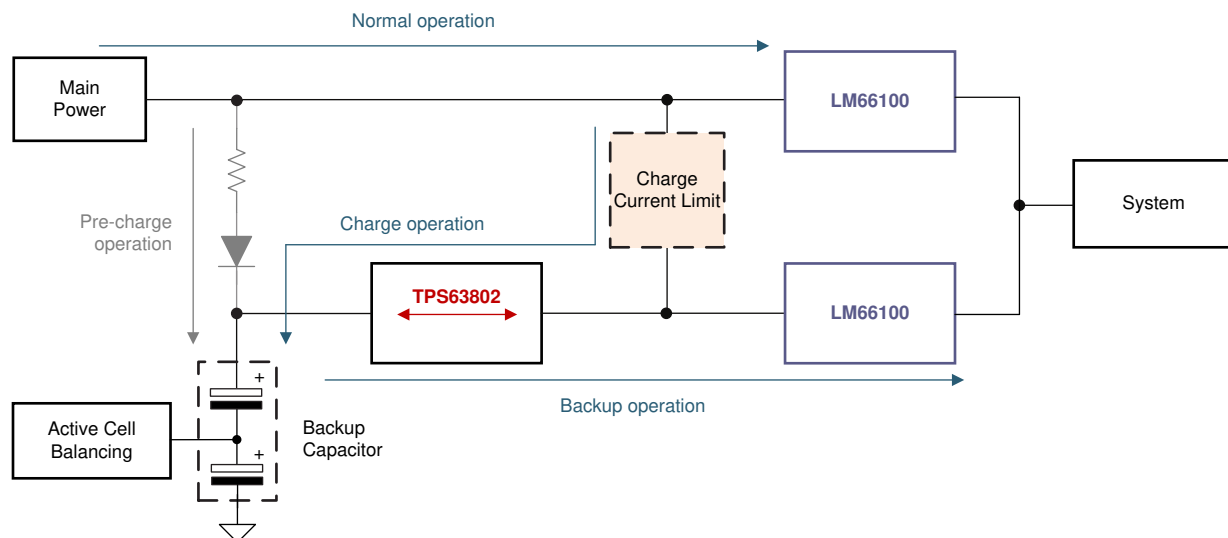 Normal operation
Main
Power
LM66100
Charge
Current Limit
Pre-charge
operation
Charge operation
System
TPS63802
LM66100
Backup operation
+
Active Cell
Balancing
Backup
Capacitor
+